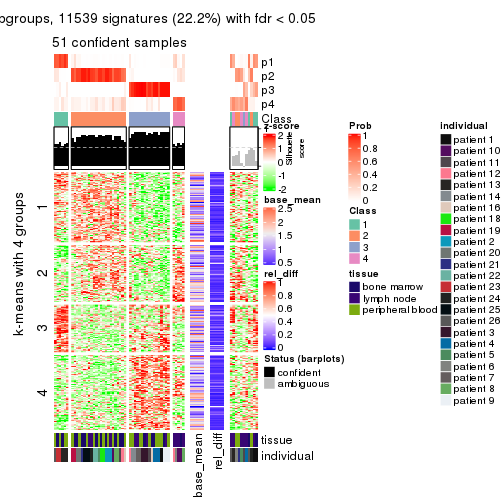 ogroups, 11539 signatures (22.2%) with fdr < 0.05
51 confident samples
p1
p2
p3
p4
Class
Silhouette
score
k-means with 4 groups
1
2
3
4
tissue
individual
base_mean
rel_diff
z-score
2
1
0
-1
-2
base_mean
2.5
2
1.5
1
0.5
rel_diff
1
0.8
0.6
0.4
0.2
0
Status (barplots)
confident
ambiguous
Prob
1
0.8
0.6
0.4
0.2
0
Class
1
2
3
4
tissue
bone marrow
lymph node
peripheral blood
individual
patient 1
patient 10
patient 11
patient 12
patient 13
patient 14
patient 16
patient 18
patient 19
patient 2
patient 20
patient 21
patient 22
patient 23
patient 24
patient 25
patient 26
patient 3
patient 4
patient 5
patient 6
patient 7
patient 8
patient 9